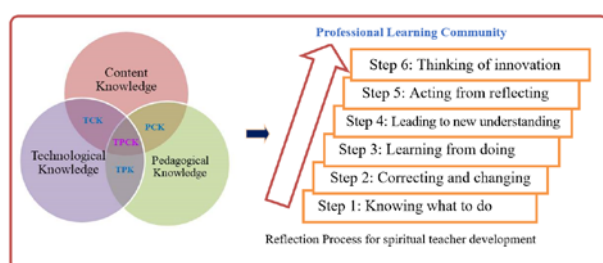 Professional Learning Community
Content
Knowledge
TCK
PCK
TPCK
Technological
Knowledge
Pedagogical
Knowledge
TPK
Step 6: Thinking of innovation
Step 5: Acting from reflecting
Step 4: Leading to new understanding
Step 3: Learning from doing
Step 2: Correcting and changing
Step 1: Knowing what to do
Reflection Process for spiritual teacher development